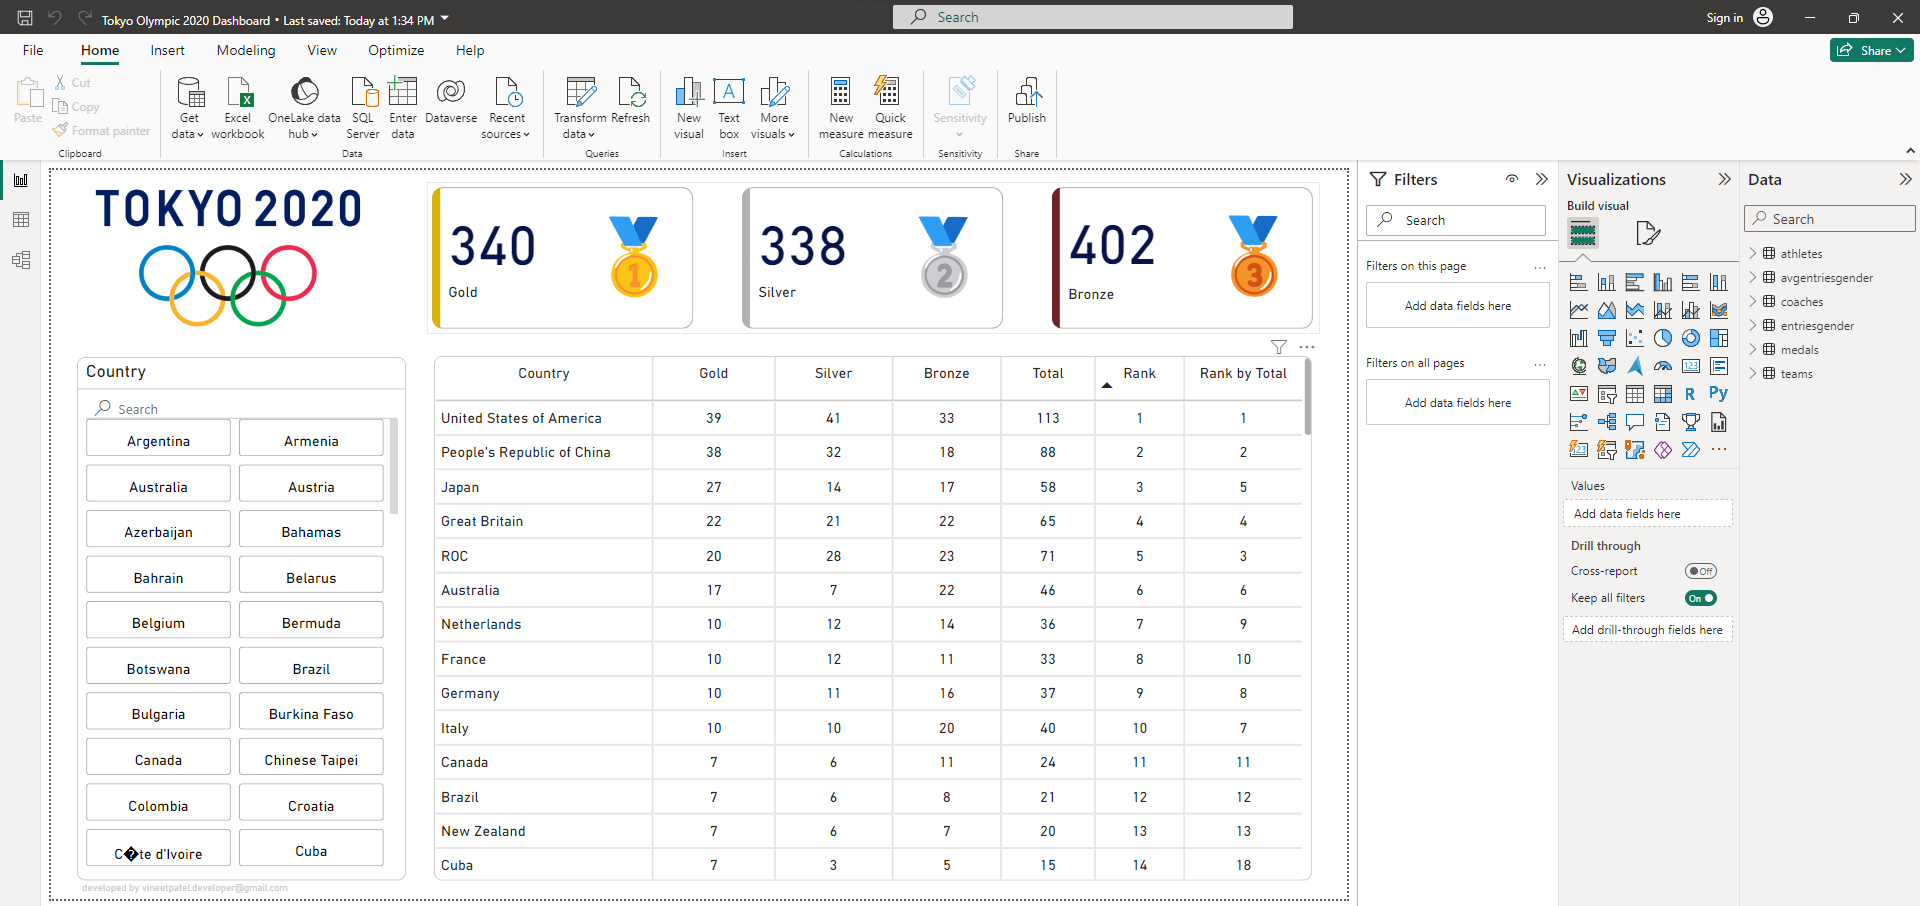 Tokyo Olympic 2020 Dashboard • Last saved: Today at 1:34 PM
Search
Sign in
File Home Insert Modeling View Optimize Help
Share
Paste
Cut
Copy
Format painter
Clipboard
Get data
Excel workbook
OneLake data hub
SQL Server
Enter data
Dataverse
Recent sources
Data
Transform data
Refresh
Queries
New visual
Text box
More visuals
Insert
New measure
Quick measure
Calculations
Sensitivity
Sensitivity
Publish
Share
TOKYO 2020
340
Gold
1
338
Silver
2
402
Bronze
3
Country
Search
Argentina Armenia
Australia Austria
Azerbaijan Bahamas
Bahrain Belarus
Belgium Bermuda
Botswana Brazil
Bulgaria Burkina Faso
Canada Chinese Taipei
Colombia Croatia
C�te d'Ivoire Cuba
developed by vineetpatel.developer@gmail.com
Country Gold Silver Bronze Total Rank Rank by Total
United States of America 39 41 33 113 1 1
People's Republic of China 38 32 18 88 2 2
Japan 27 14 17 58 3 5
Great Britain 22 21 22 65 4 4
ROC 20 28 23 71 5 3
Australia 17 7 22 46 6 6
Netherlands 10 12 14 36 7 9
France 10 12 11 33 8 10
Germany 10 11 16 37 9 8
Italy 10 10 20 40 10 7
Canada 7 6 11 24 11 11
Brazil 7 6 8 21 12 12
New Zealand 7 6 7 20 13 13
Cuba 7 3 5 15 14 18
Filters
Search
Filters on this page
Add data fields here
Filters on all pages
Add data fields here
Visualizations
Build visual
123
R Py
123
Values
Add data fields here
Drill through
Cross-report Off
Keep all filters On
Add drill-through fields here
Data
Search
athletes
avgentriesgender
coaches
entriesgender
medals
teams